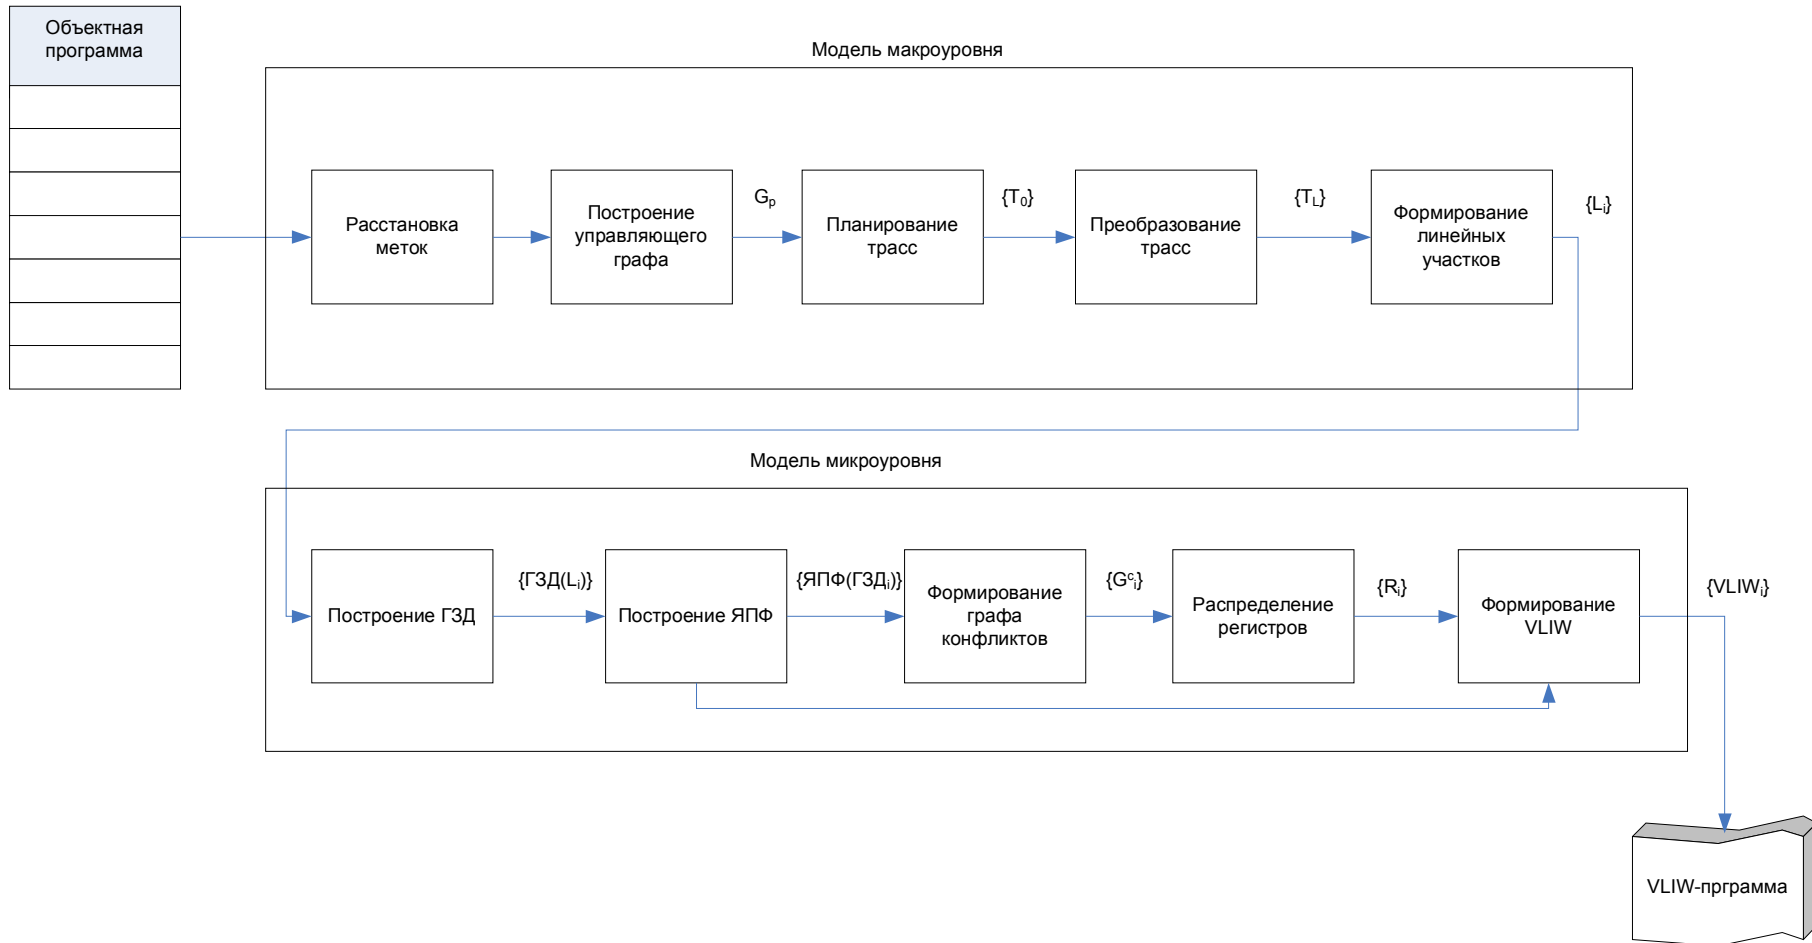 Объектная
программа
Модель макроуровня
Расстановка
меток
Построение
управляющего
графа
Gₚ
Планирование
трасс
{T₀}
Преобразование
трасс
{T_L}
Формирование
линейных
участков
{Lᵢ}
Модель микроуровня
Построение ГЗД
{ГЗД(Lᵢ)}
Построение ЯПФ
{ЯПФ(ГЗДᵢ)}
Формирование
графа
конфликтов
{Gᶜᵢ}
Распределение
регистров
{Rᵢ}
Формирование
VLIW
{VLIWᵢ}
VLIW-прграмма